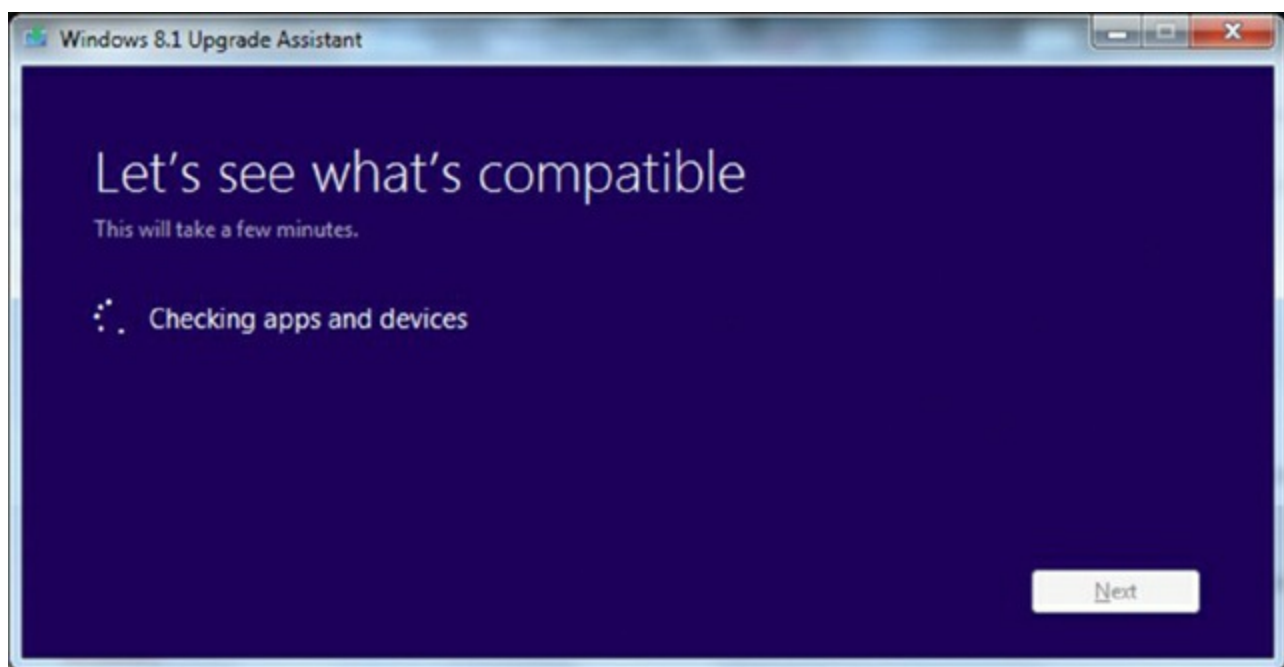 Windows 8.1 Upgrade Assistant
Let's see what's compatible
This will take a few minutes.
Checking apps and devices
Next